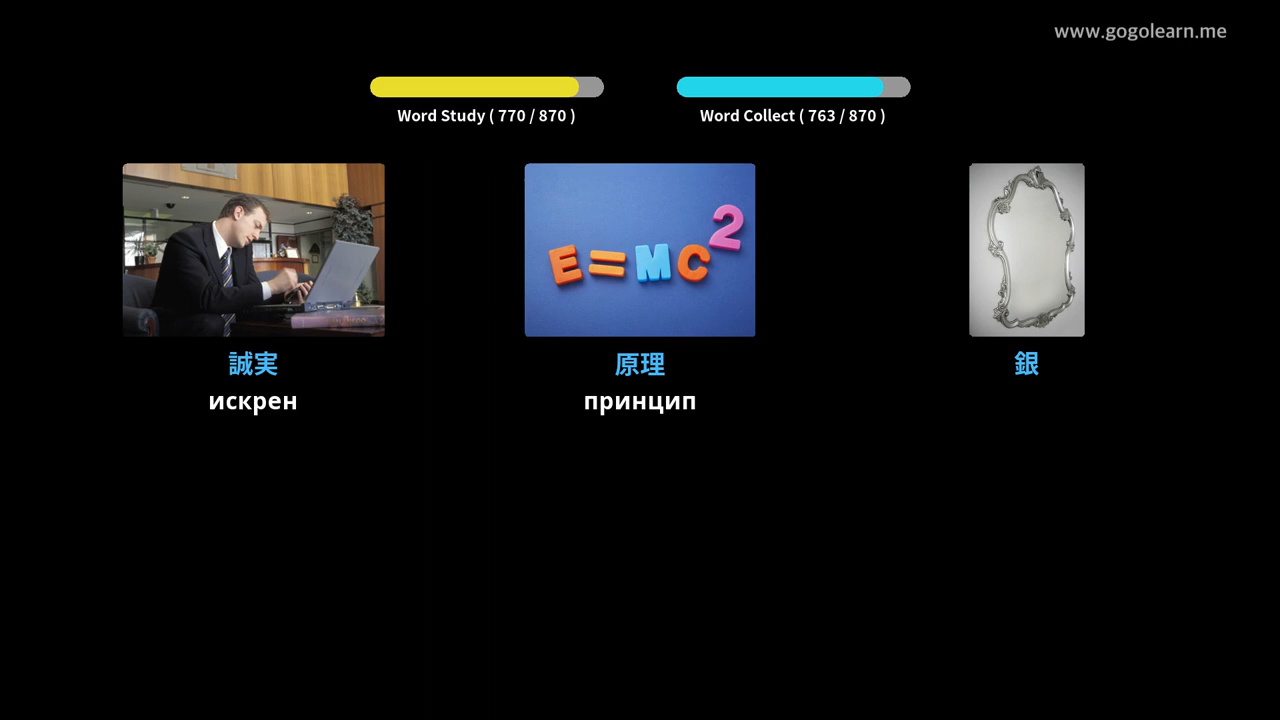 www.gogolearn.me
Word Study ( 770 / 870 )
Word Collect ( 763 / 870 )
E=MC2
誠実
原理
銀
искрен
принцип